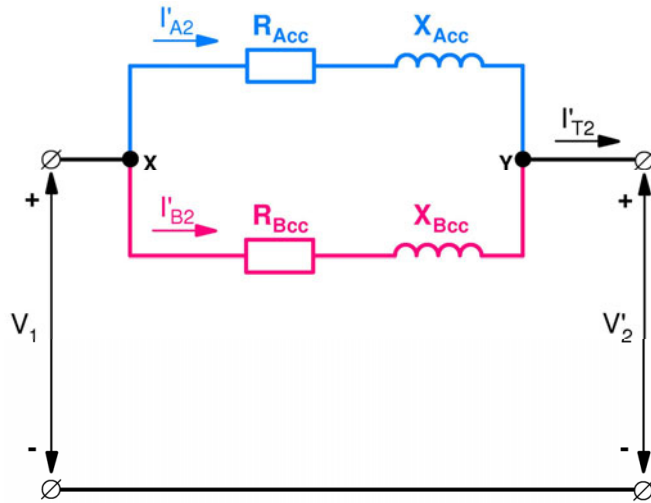 I'A2 RAcc XAcc
X Y I'T2
I'B2 RBcc XBcc
+ +
V1 V'2
- -